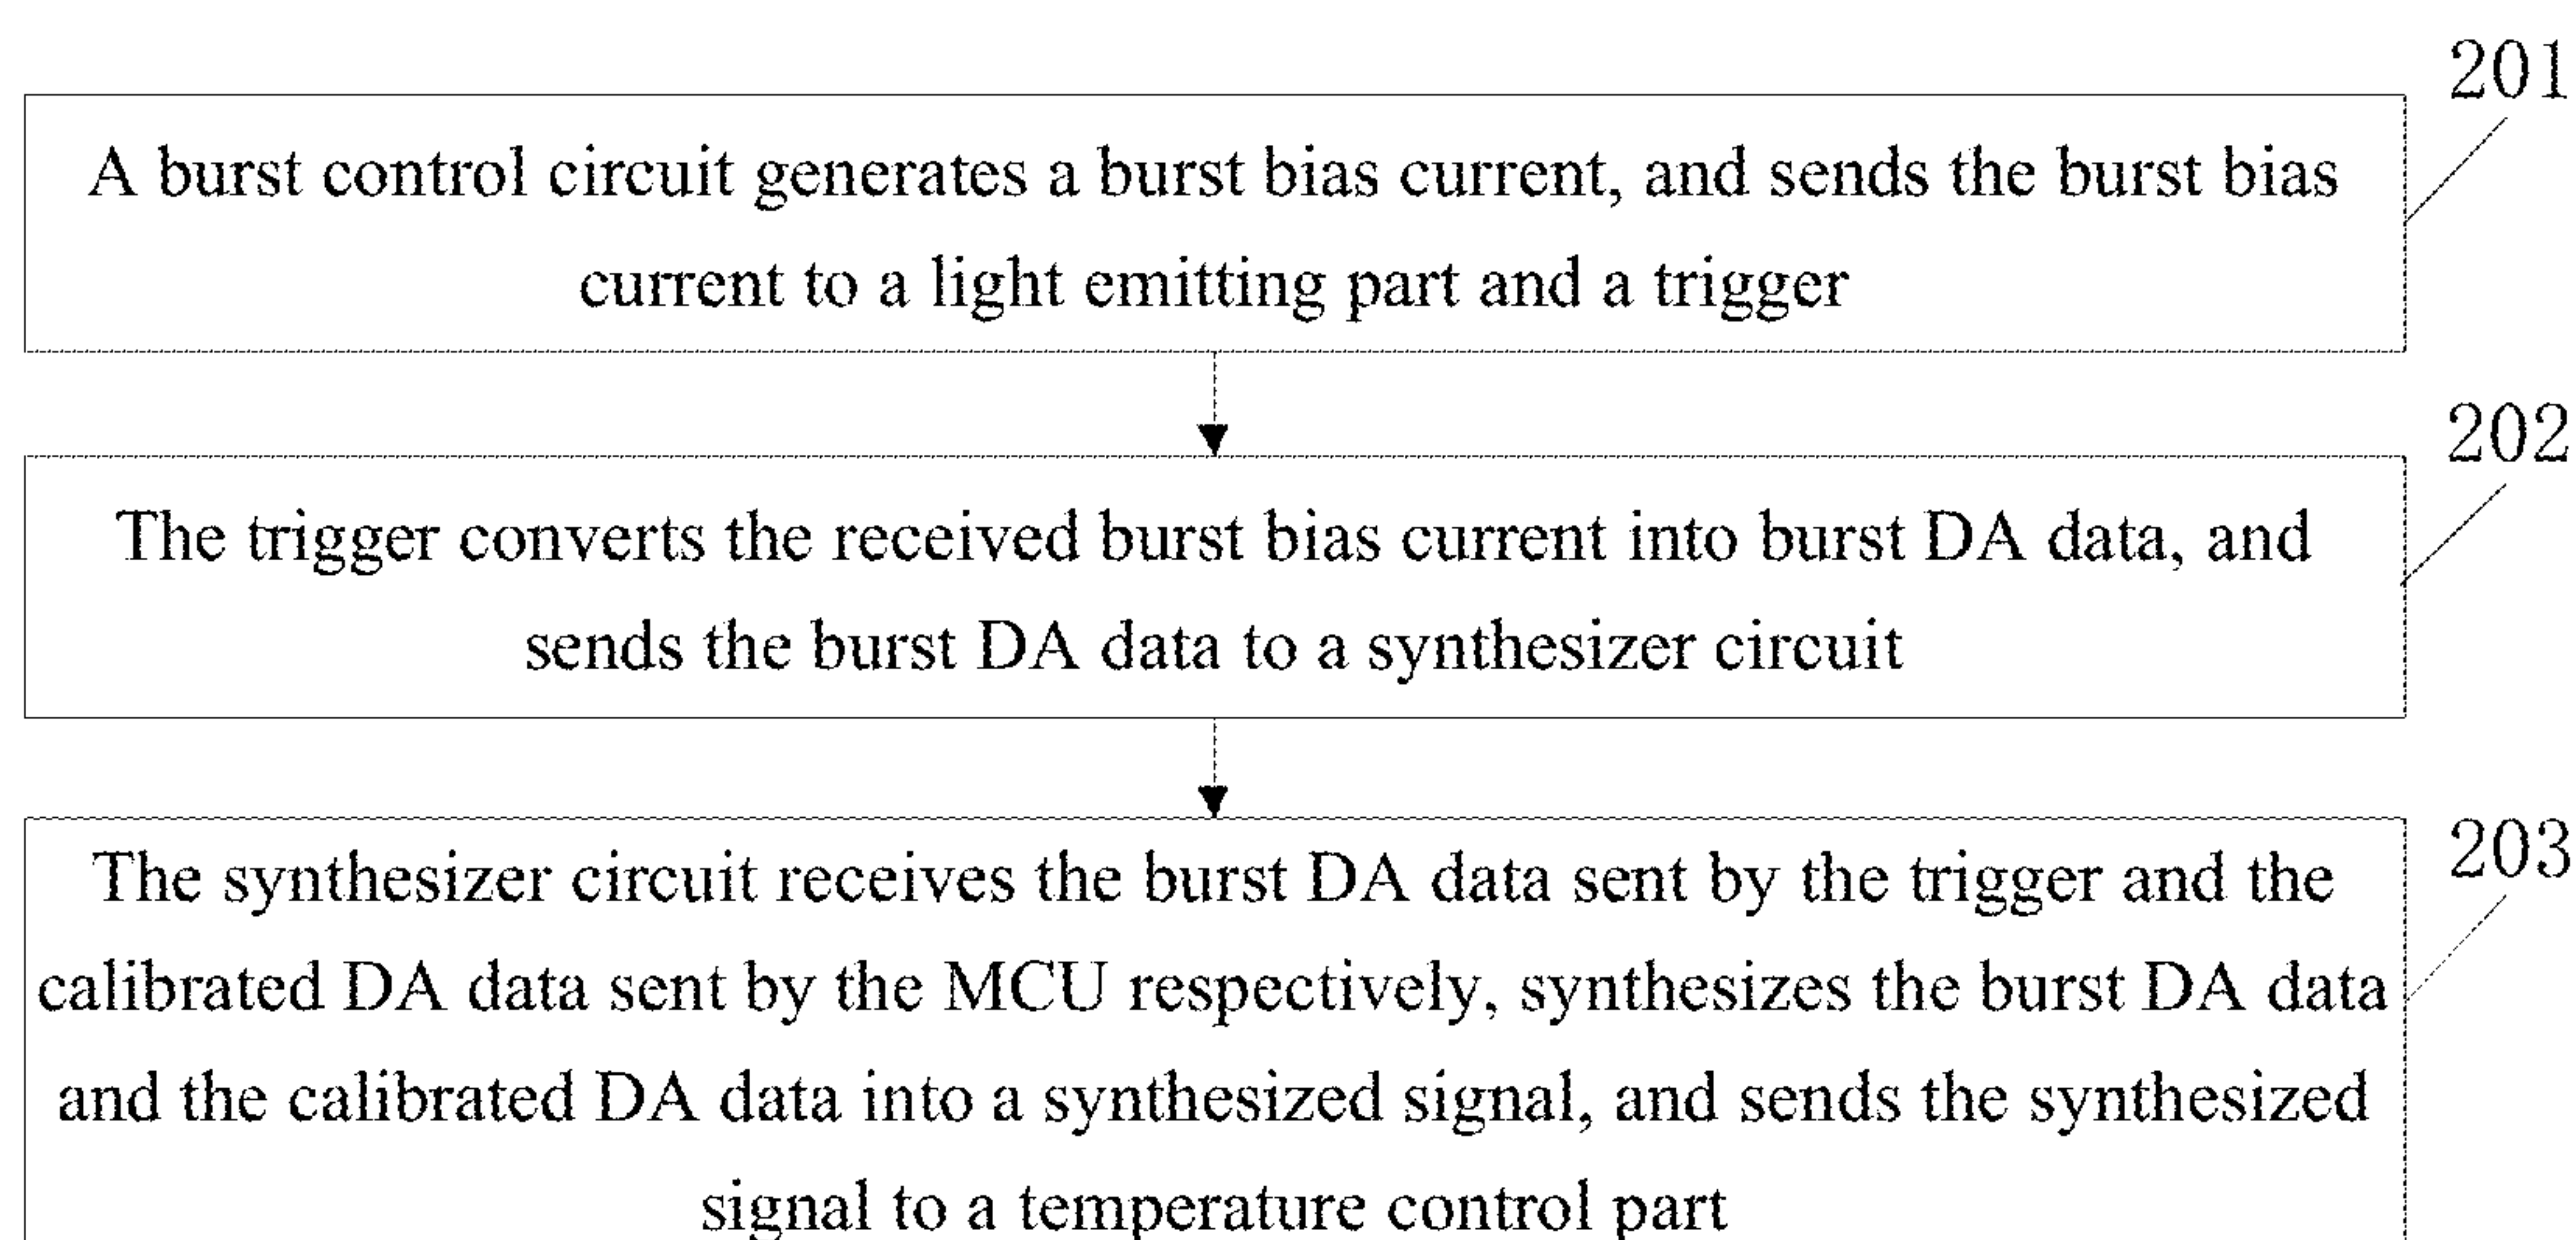 201
A burst control circuit generates a burst bias current, and sends the burst bias
current to a light emitting part and a trigger
202
The trigger converts the received burst bias current into burst DA data, and
sends the burst DA data to a synthesizer circuit
203
The synthesizer circuit receives the burst DA data sent by the trigger and the
calibrated DA data sent by the MCU respectively, synthesizes the burst DA data
and the calibrated DA data into a synthesized signal, and sends the synthesized
signal to a temperature control part